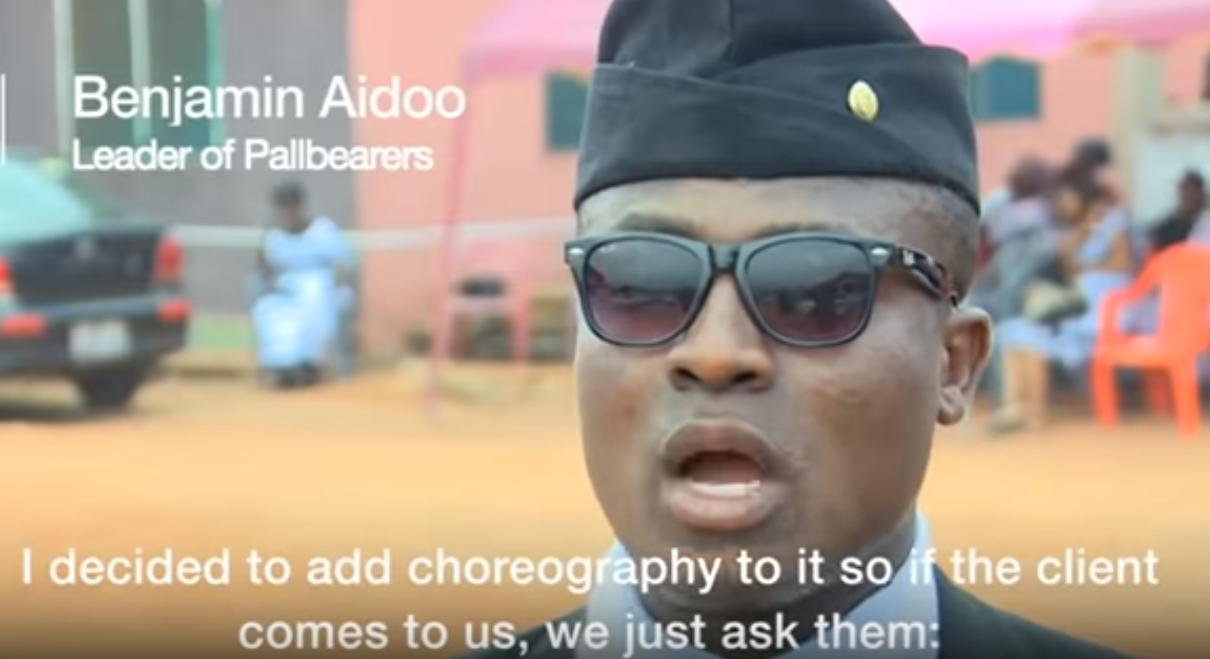 Benjamin Aidoo
Leader of Pallbearers
I decided to add choreography to it so if the client
comes to us, we just ask them: